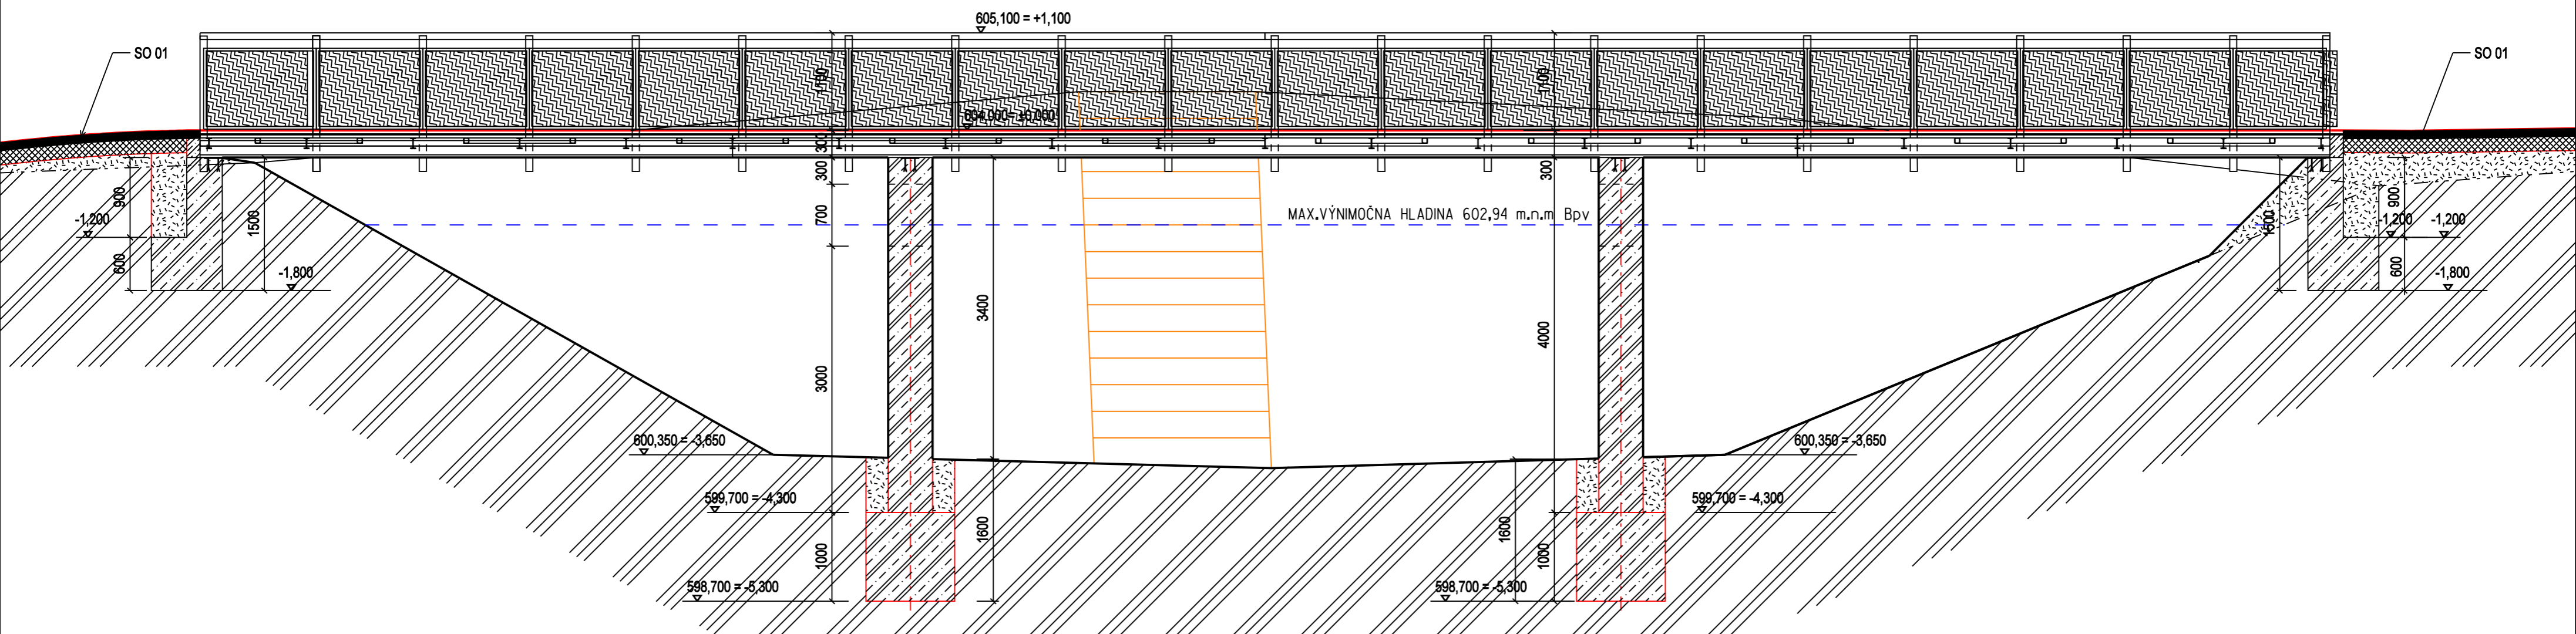 605,100 = +1,100
SO 01
SO 01
1100
1100
604,000= ±0,000
300
300
300
900
-1,200
1500
600
-1,800
700
MAX.VÝNIMOČNA HLADINA 602,94 m.n.m Bpv
1500
900
-1,200
-1,200
600
-1,800
3400
4000
3000
600,350 = -3,650
600,350 = -3,650
599,700 = -4,300
599,700 = -4,300
1600
1600
1000
1000
598,700 = -5,300
598,700 = -5,300